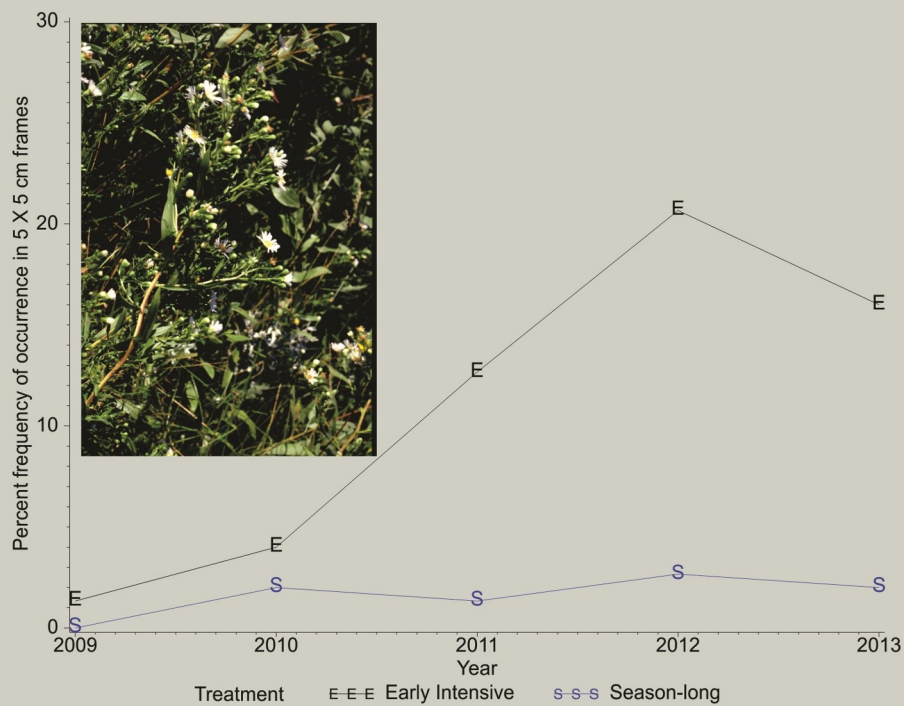 Percent frequency of occurrence in 5 X 5 cm frames
30
20
10
0
E
E
E
E
E
S
S
S
S
S
2009 2010 2011 2012 2013
Year
Treatment E E E Early Intensive S S S Season-long